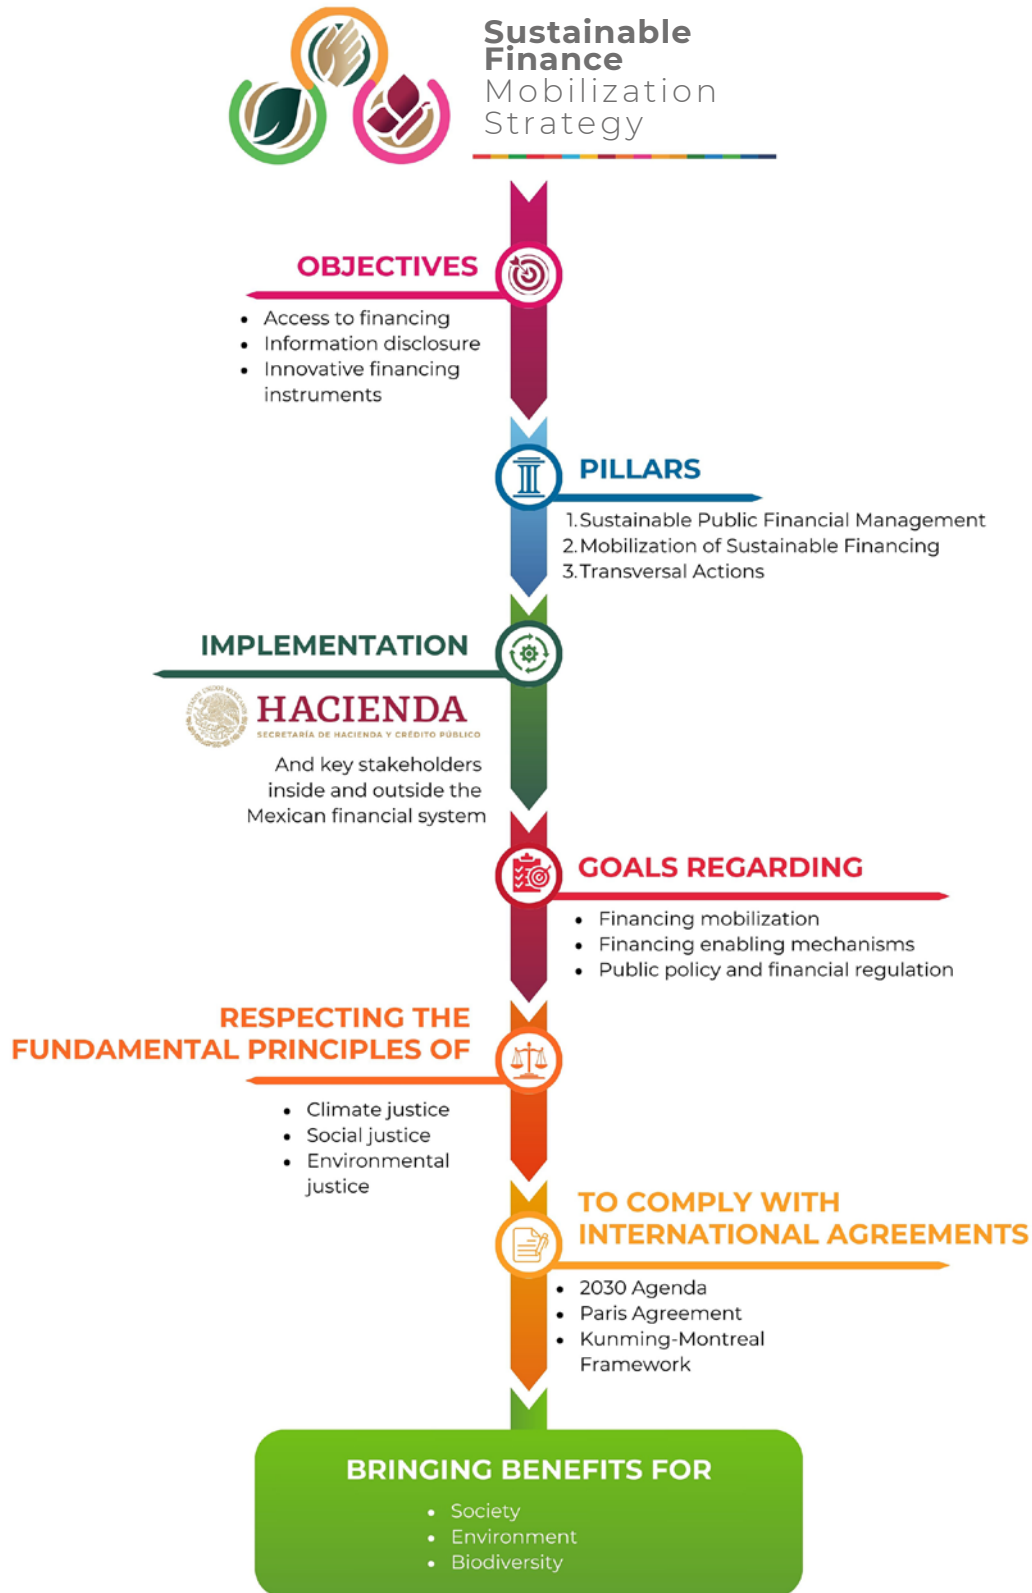 Sustainable
Finance
Mobilization
Strategy
OBJECTIVES
• Access to financing
• Information disclosure
• Innovative financing
instruments
PILLARS
1. Sustainable Public Financial Management
2. Mobilization of Sustainable Financing
3. Transversal Actions
IMPLEMENTATION
HACIENDA
SECRETARÍA DE HACIENDA Y CRÉDITO PÚBLICO
And key stakeholders
inside and outside the
Mexican financial system
GOALS REGARDING
• Financing mobilization
• Financing enabling mechanisms
• Public policy and financial regulation
RESPECTING THE
FUNDAMENTAL PRINCIPLES OF
• Climate justice
• Social justice
• Environmental
justice
TO COMPLY WITH
INTERNATIONAL AGREEMENTS
• 2030 Agenda
• Paris Agreement
• Kunming-Montreal
Framework
BRINGING BENEFITS FOR
• Society
• Environment
• Biodiversity